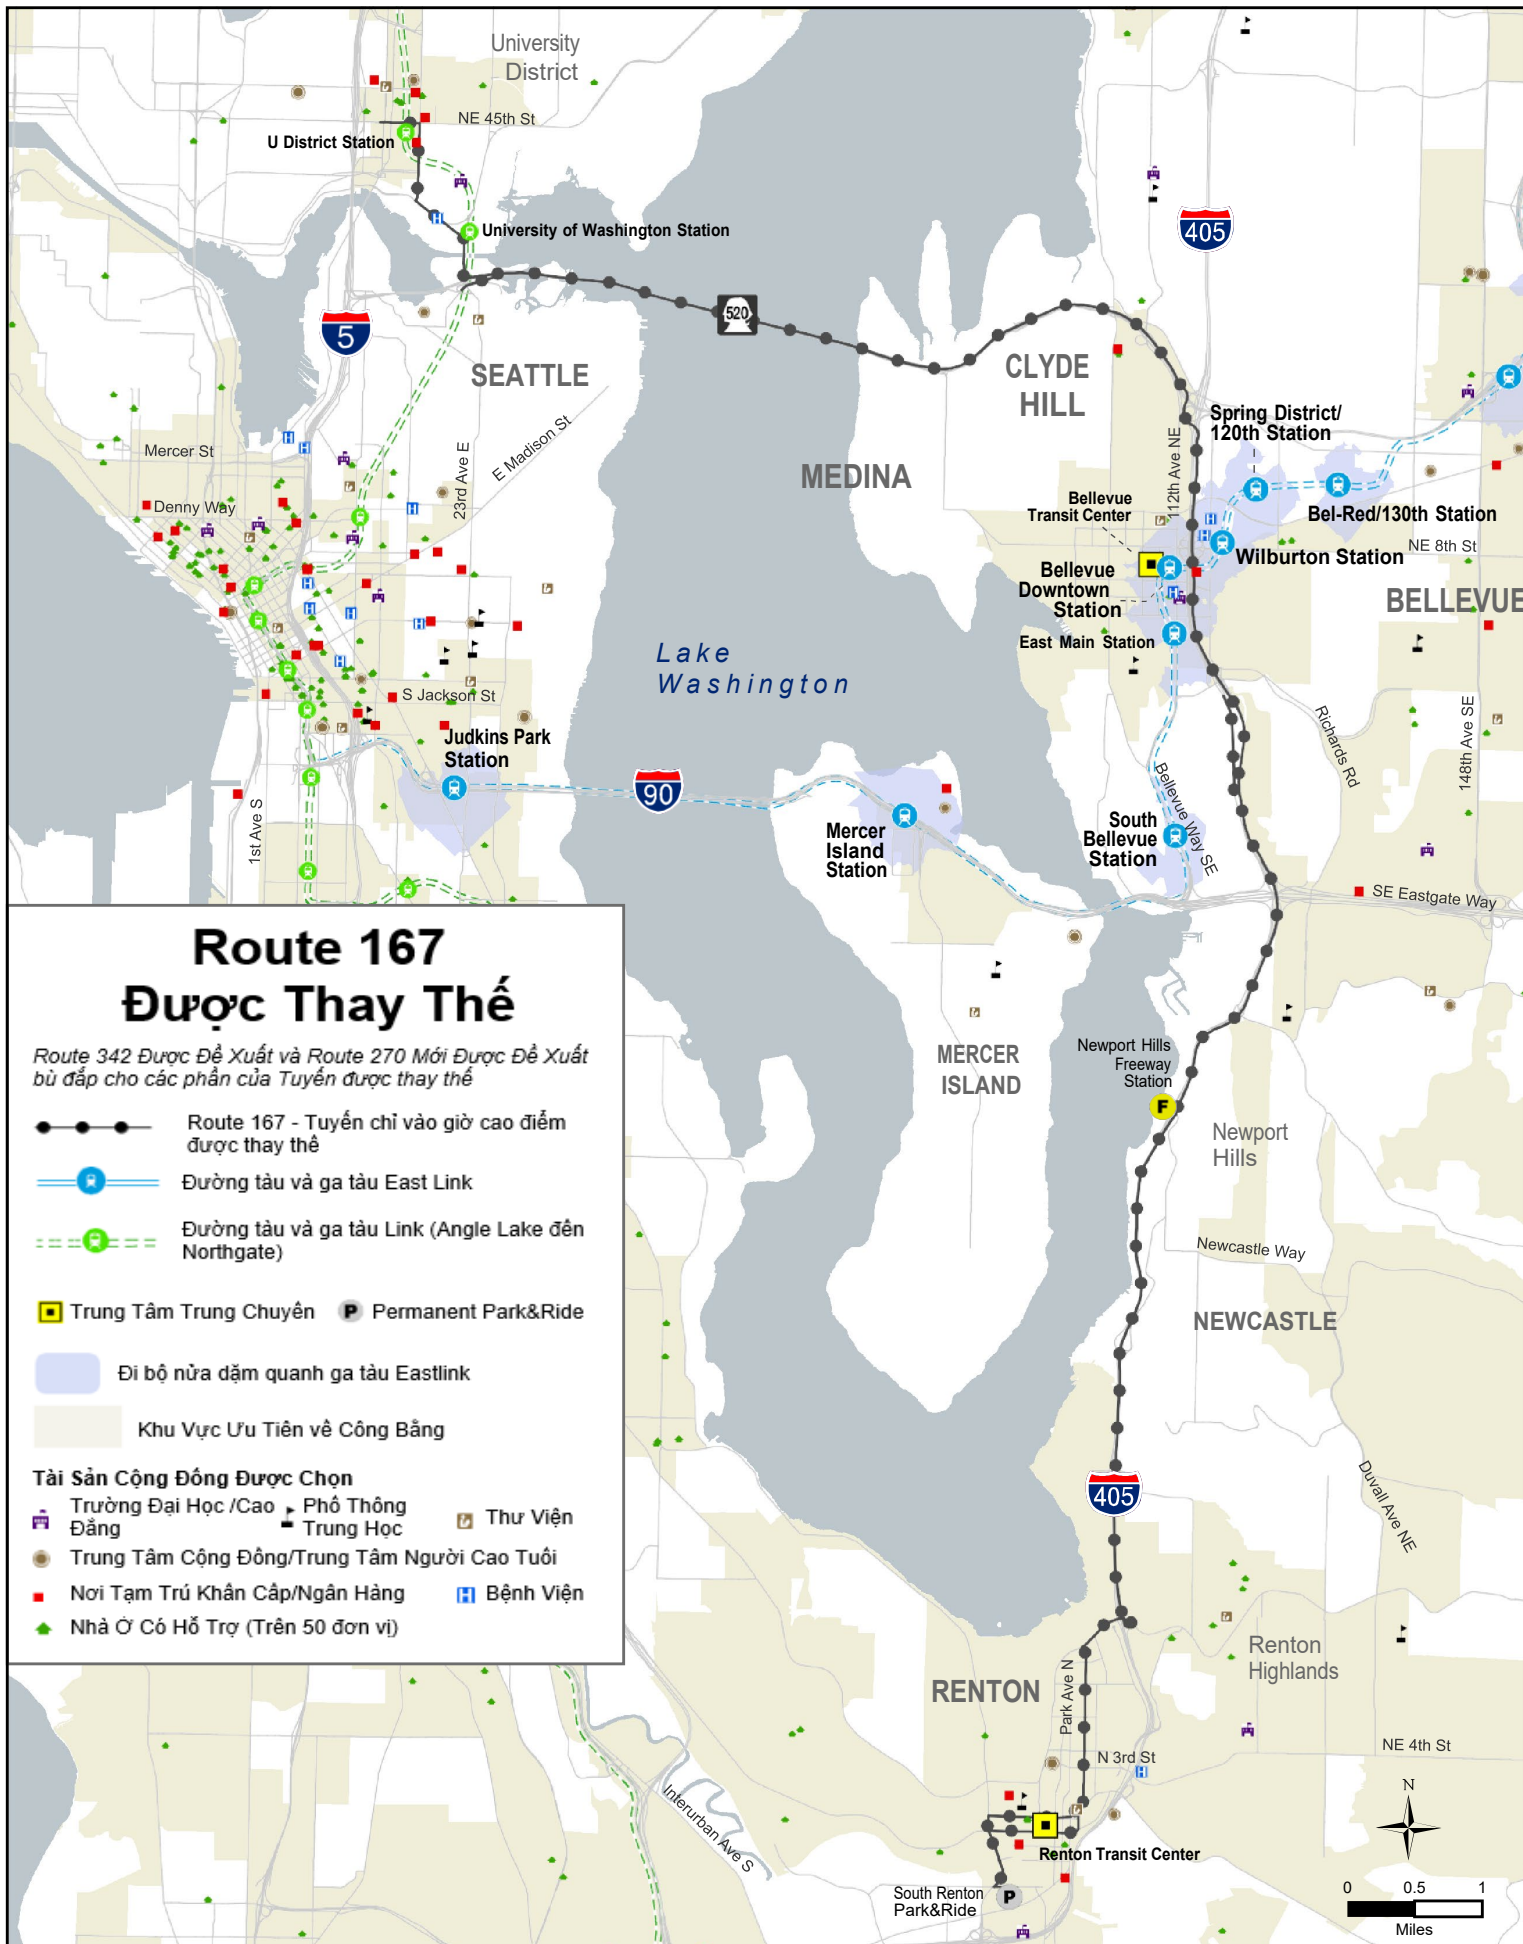 University
District
NE 45th St
U District Station
University of Washington Station
405
520
5
SEATTLE
CLYDE
HILL
Spring District/
120th Station
Mercer St
E Madison St
23rd Ave E
112th Ave NE
MEDINA
Denny Way
Bellevue
Transit Center
Bel-Red/130th Station
Wilburton Station
NE 8th St
Bellevue
Downtown
Station
BELLEVUE
East Main Station
Lake
Washington
S Jackson St
Judkins Park
Station
Richards Rd
148th Ave SE
90
1st Ave S
Bellevue Way SE
Mercer
Island
Station
South
Bellevue
Station
SE Eastgate Way
Route 167
Được Thay Thế
Route 342 Được Đề Xuất và Route 270 Mới Được Đề Xuất
bù đắp cho các phần của Tuyến được thay thế
Route 167 - Tuyến chỉ vào giờ cao điểm
được thay thế
Đường tàu và ga tàu East Link
Đường tàu và ga tàu Link (Angle Lake đến
Northgate)
Trung Tâm Trung Chuyển
P Permanent Park&Ride
Đi bộ nửa dặm quanh ga tàu Eastlink
Khu Vực Ưu Tiên về Công Bằng
Tài Sản Cộng Đồng Được Chọn
Trường Đại Học /Cao
Đẳng
Phổ Thông
Trung Học
Thư Viện
Trung Tâm Cộng Đồng/Trung Tâm Người Cao Tuổi
Nơi Tạm Trú Khẩn Cấp/Ngân Hàng
H Bệnh Viện
Nhà Ở Có Hỗ Trợ (Trên 50 đơn vị)
MERCER
ISLAND
Newport Hills
Freeway
Station
F
Newport
Hills
Newcastle Way
NEWCASTLE
Duvall Ave NE
405
Renton
Highlands
RENTON
Park Ave N
N 3rd St
NE 4th St
Interurban Ave S
Renton Transit Center
South Renton
Park&Ride
P
N
0 0.5 1
Miles